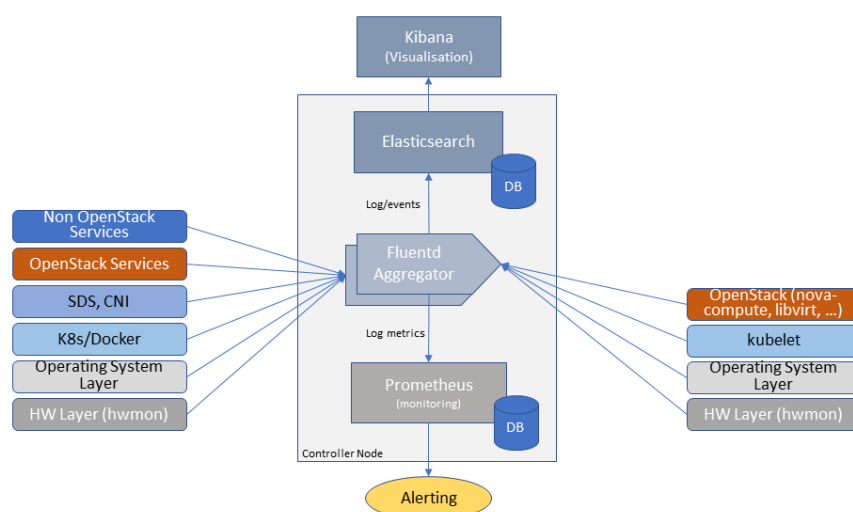 Kibana
(Visualisation)
Elasticsearch
DB
Log/events
Non OpenStack
Services
OpenStack Services
SDS, CNI
K8s/Docker
Operating System
Layer
HW Layer (hwmon)
Fluentd
Aggregator
OpenStack (nova-
compute, libvirt, ...)
kubelet
Operating System
Layer
HW Layer (hwmon)
Log metrics
Prometheus
(monitoring)
DB
Controller Node
Alerting